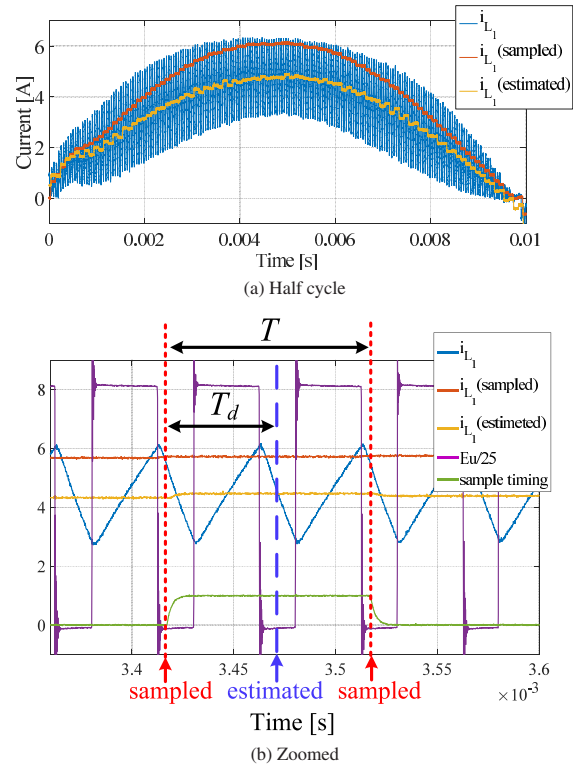 6
4
2
0
Current [A]
0
0.002
0.004
0.006
0.008
0.01
Time [s]
i_L1
i_L1 (sampled)
i_L1 (estimated)
(a) Half cycle
T
T_d
8
6
4
2
0
i_L1
i_L1 (sampled)
i_L1 (estimeted)
Eu/25
sample timing
3.4
3.45
3.5
3.55
3.6
×10⁻³
sampled
estimated
sampled
Time [s]
(b) Zoomed